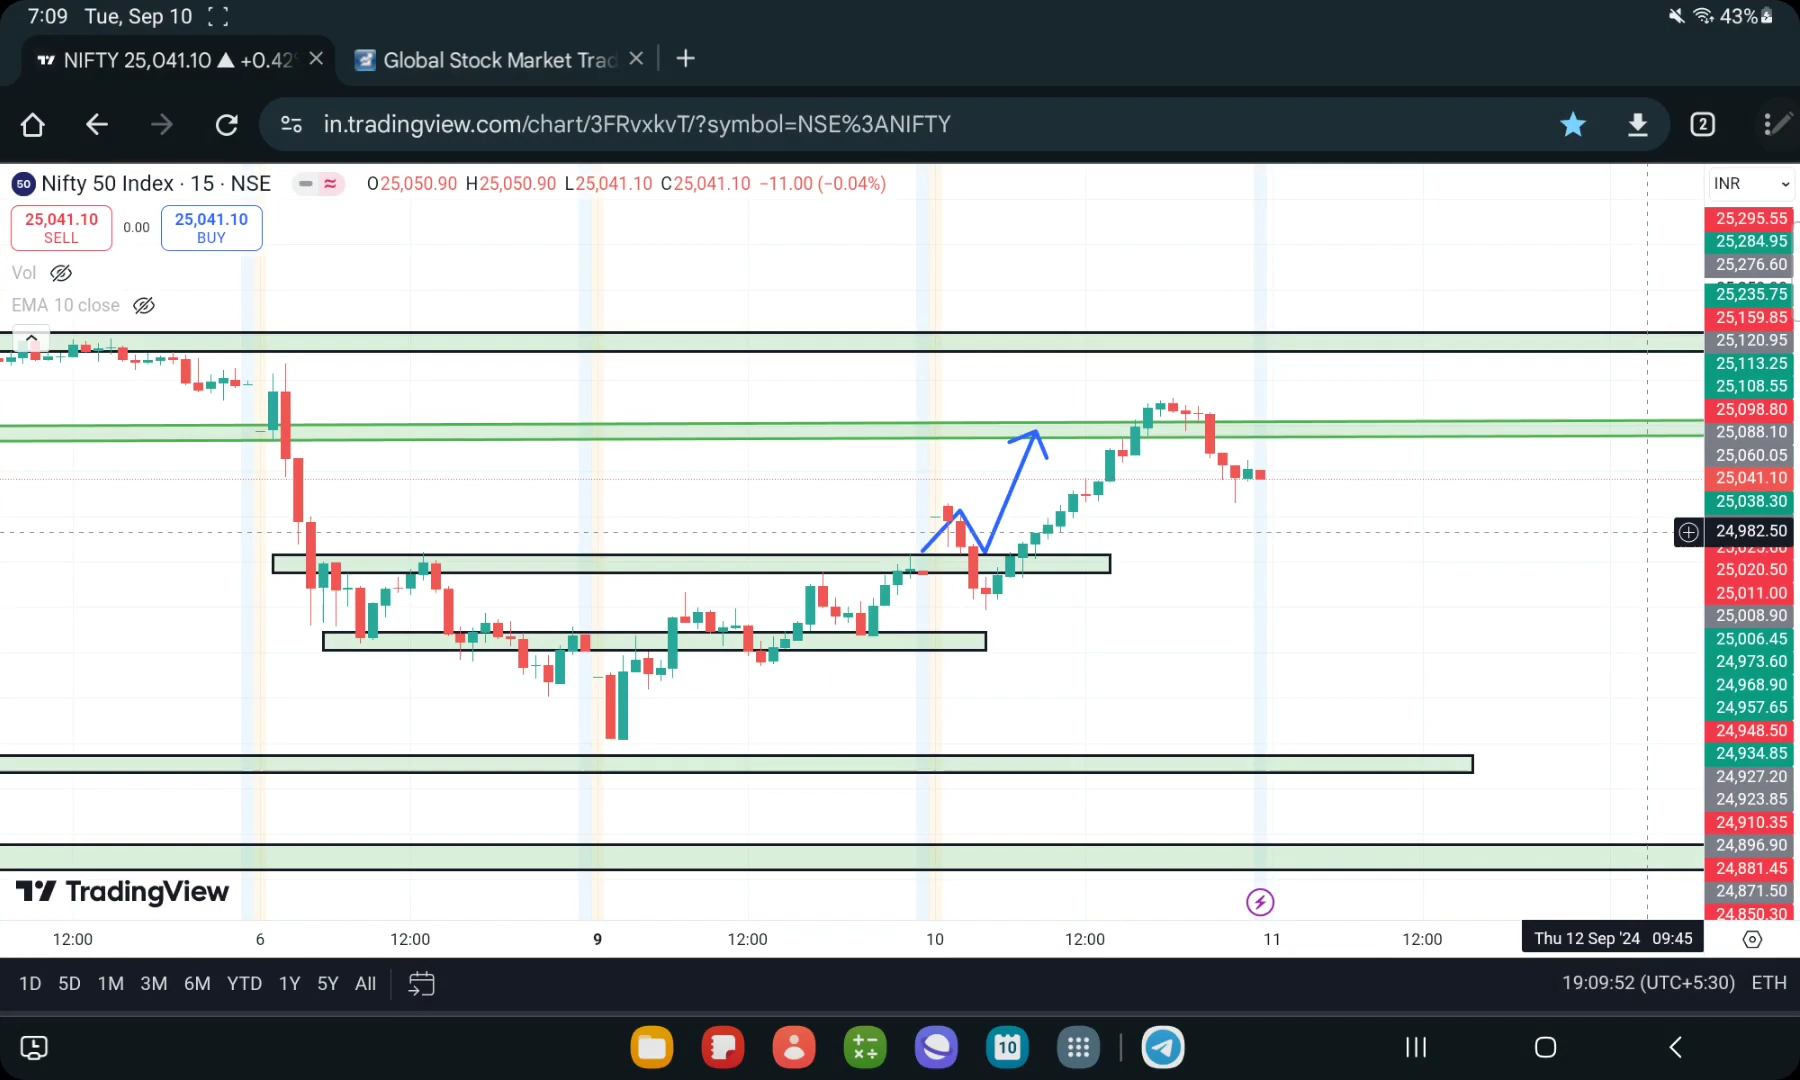 7:09 Tue, Sep 10 43%
NIFTY 25,041.10 ▲ +0.42
Global Stock Market Trad
in.tradingview.com/chart/3FRvxkvT/?symbol=NSE%3ANIFTY
2
50 Nifty 50 Index · 15 · NSE
O25,050.90 H25,050.90 L25,041.10 C25,041.10 −11.00 (−0.04%)
INR
25,041.10
SELL
0.00
25,041.10
BUY
Vol
EMA 10 close
25,295.55
25,284.95
25,276.60
25,235.75
25,159.85
25,120.95
25,113.25
25,108.55
25,098.80
25,088.10
25,060.05
25,041.10
25,038.30
24,982.50
25,020.50
25,011.00
25,008.90
25,006.45
24,973.60
24,968.90
24,957.65
24,948.50
24,934.85
24,927.20
24,923.85
24,910.35
24,896.90
24,881.45
24,871.50
24,850.30
TradingView
12:00 6 12:00 9 12:00 10 12:00 11 12:00 Thu 12 Sep '24 09:45
1D 5D 1M 3M 6M YTD 1Y 5Y All
19:09:52 (UTC+5:30) ETH
10